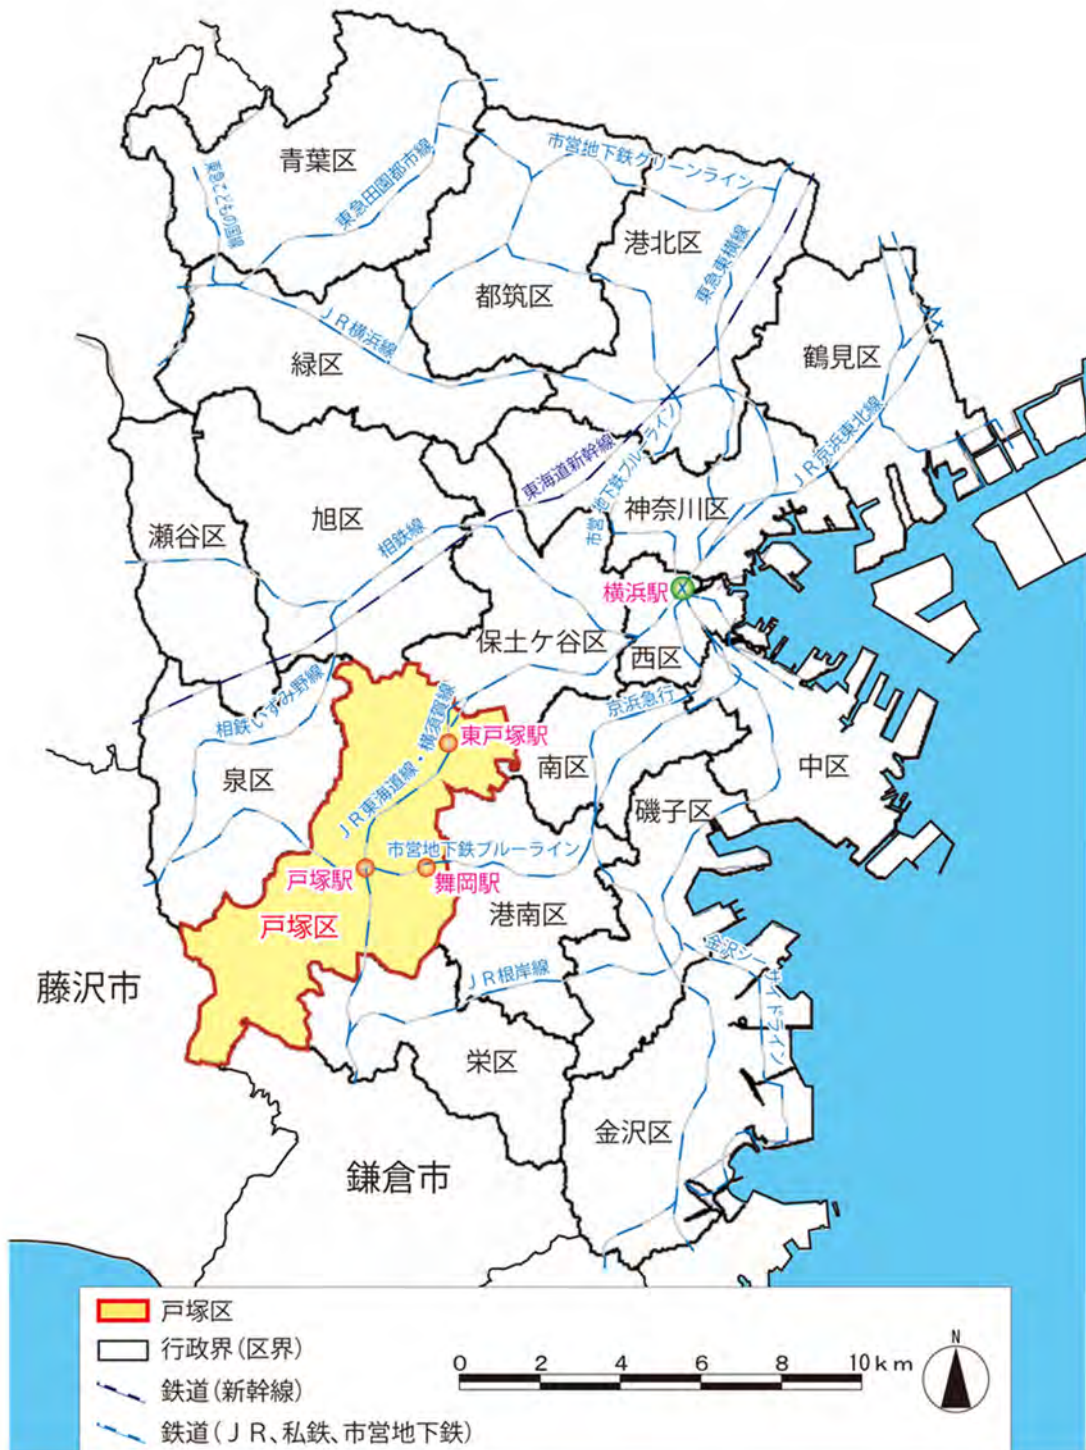 青葉区
東急こどもの国線
東急田園都市線
市営地下鉄グリーンライン
港北区
東急東横線
都筑区
JR横浜線
緑区
鶴見区
JR京浜東北線
東海道新幹線
市営地下鉄ブルーライン
神奈川区
瀬谷区
旭区
相鉄線
横浜駅
保土ケ谷区
西区
相鉄いずみ野線
JR東海道線・横須賀線
京浜急行
東戸塚駅
南区
中区
泉区
磯子区
市営地下鉄ブルーライン
戸塚駅
舞岡駅
戸塚区
港南区
金沢シーサイドライン
JR根岸線
藤沢市
栄区
金沢区
鎌倉市
戸塚区
行政界(区界)
鉄道(新幹線)
鉄道(JR、私鉄、市営地下鉄)
0 2 4 6 8 10km
N